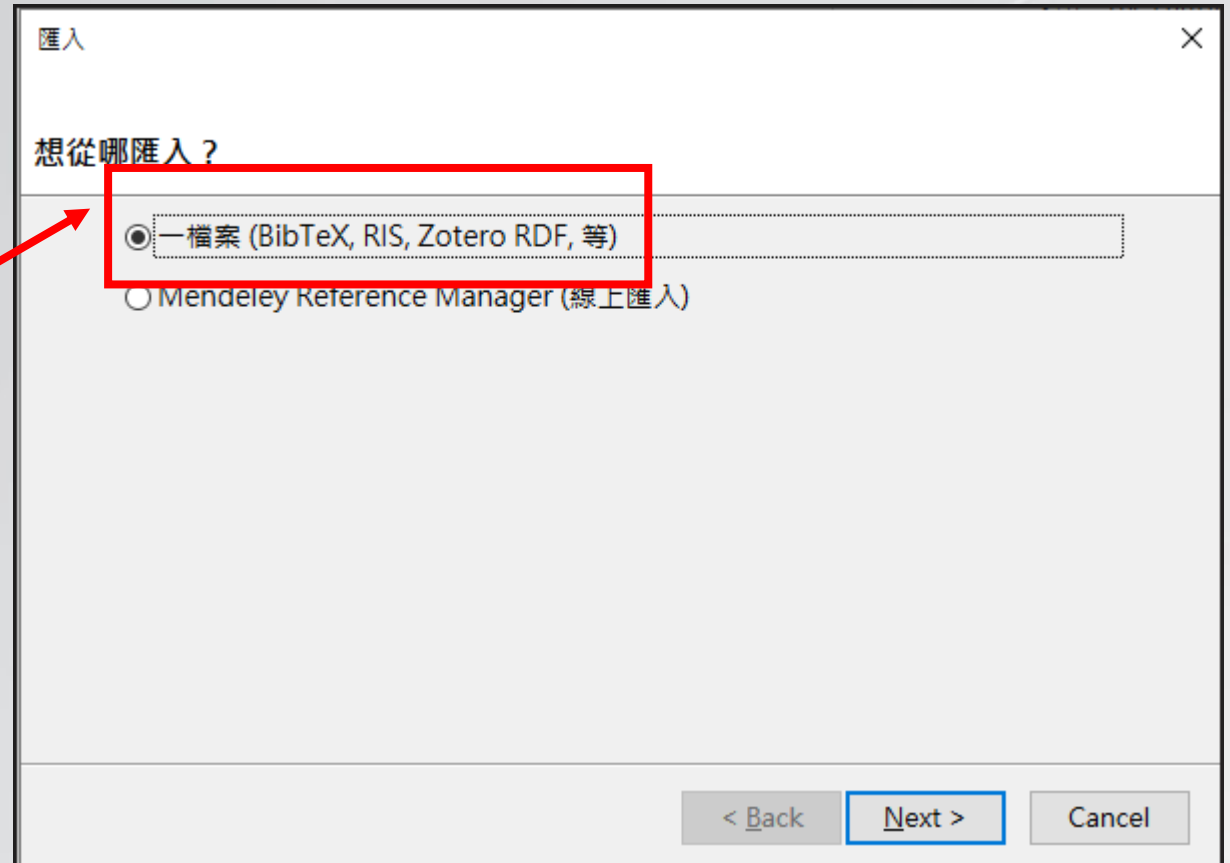 匯入
想從哪匯入？
一檔案 (BibTeX, RIS, Zotero RDF, 等)
Mendeley Reference Manager (線上匯入)
< Back
Next >
Cancel